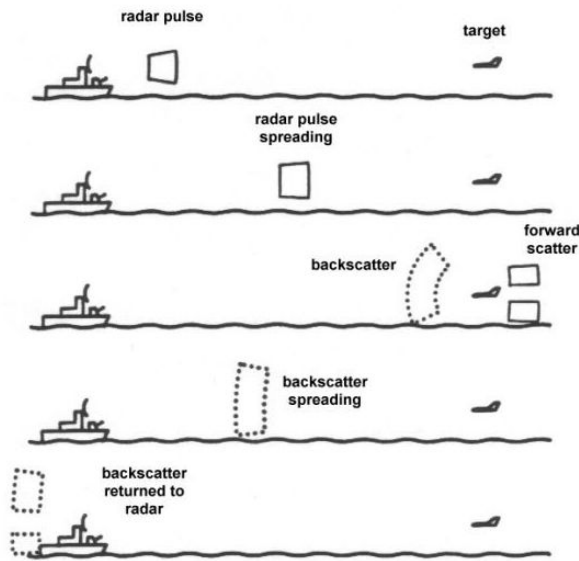 radar pulse
target
radar pulse
spreading
forward
scatter
backscatter
backscatter
spreading
backscatter
returned to
radar